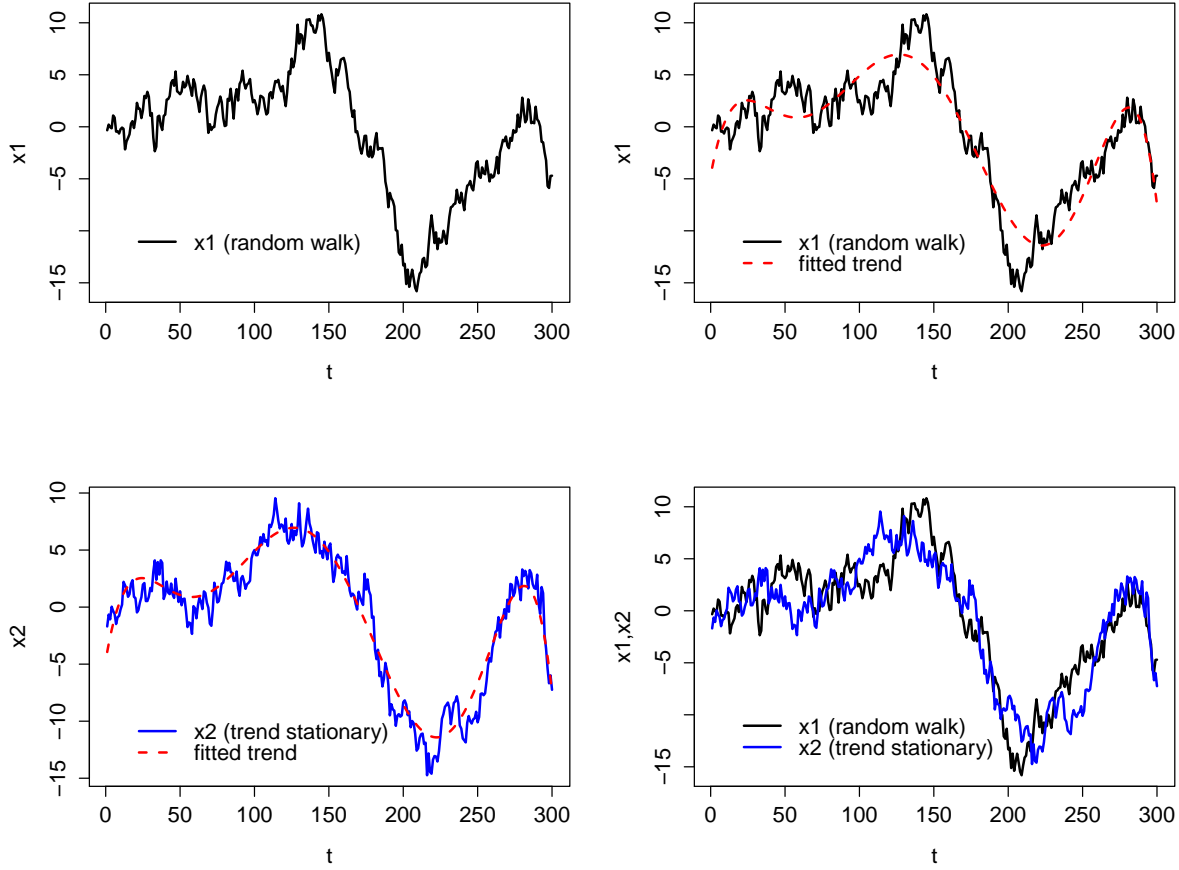 10
5
0
−5
−15
x1
x1 (random walk)
0 50 100 150 200 250 300
t
10
5
0
−5
−15
x1
x1 (random walk)
fitted trend
0 50 100 150 200 250 300
t
10
5
0
−5
−10
−15
x2
x2 (trend stationary)
fitted trend
0 50 100 150 200 250 300
t
10
5
0
−5
−15
x1,x2
x1 (random walk)
x2 (trend stationary)
0 50 100 150 200 250 300
t